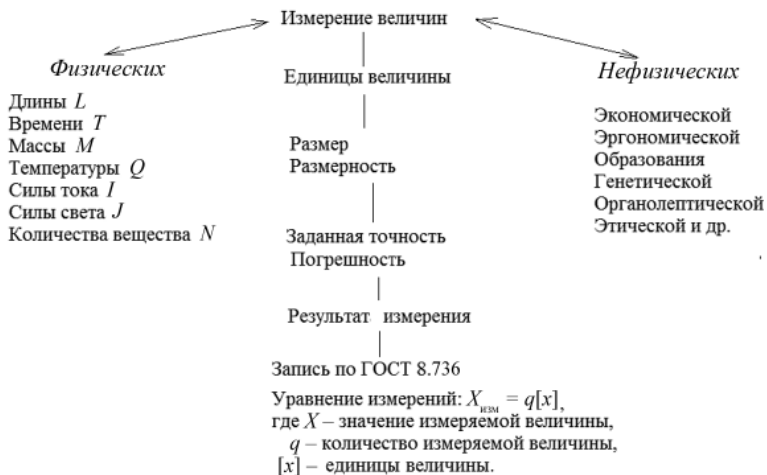 Измерение величин
Физических
Длины L
Времени T
Массы M
Температуры Q
Силы тока I
Силы света J
Количества вещества N
Единицы величины
Размер
Размерность
Заданная точность
Погрешность
Результат измерения
Запись по ГОСТ 8.736
Уравнение измерений: Xизм = q[x],
где X – значение измеряемой величины,
q – количество измеряемой величины,
[x] – единицы величины.
Нефизических
Экономической
Эргономической
Образования
Генетической
Органолептической
Этической и др.